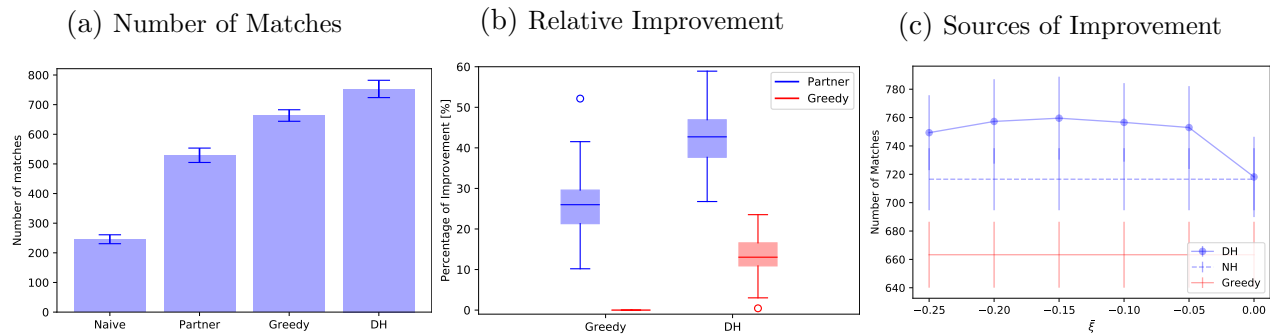 (a) Number of Matches
Number of matches
800
700
600
500
400
300
200
100
0
Naive
Partner
Greedy
DH
(b) Relative Improvement
Percentage of Improvement [%]
60
50
40
30
20
10
0
Partner
Greedy
Greedy
DH
(c) Sources of Improvement
Number of Matches
780
760
740
720
700
680
660
640
DH
NH
Greedy
−0.25
−0.20
−0.15
−0.10
−0.05
0.00
ξ̄